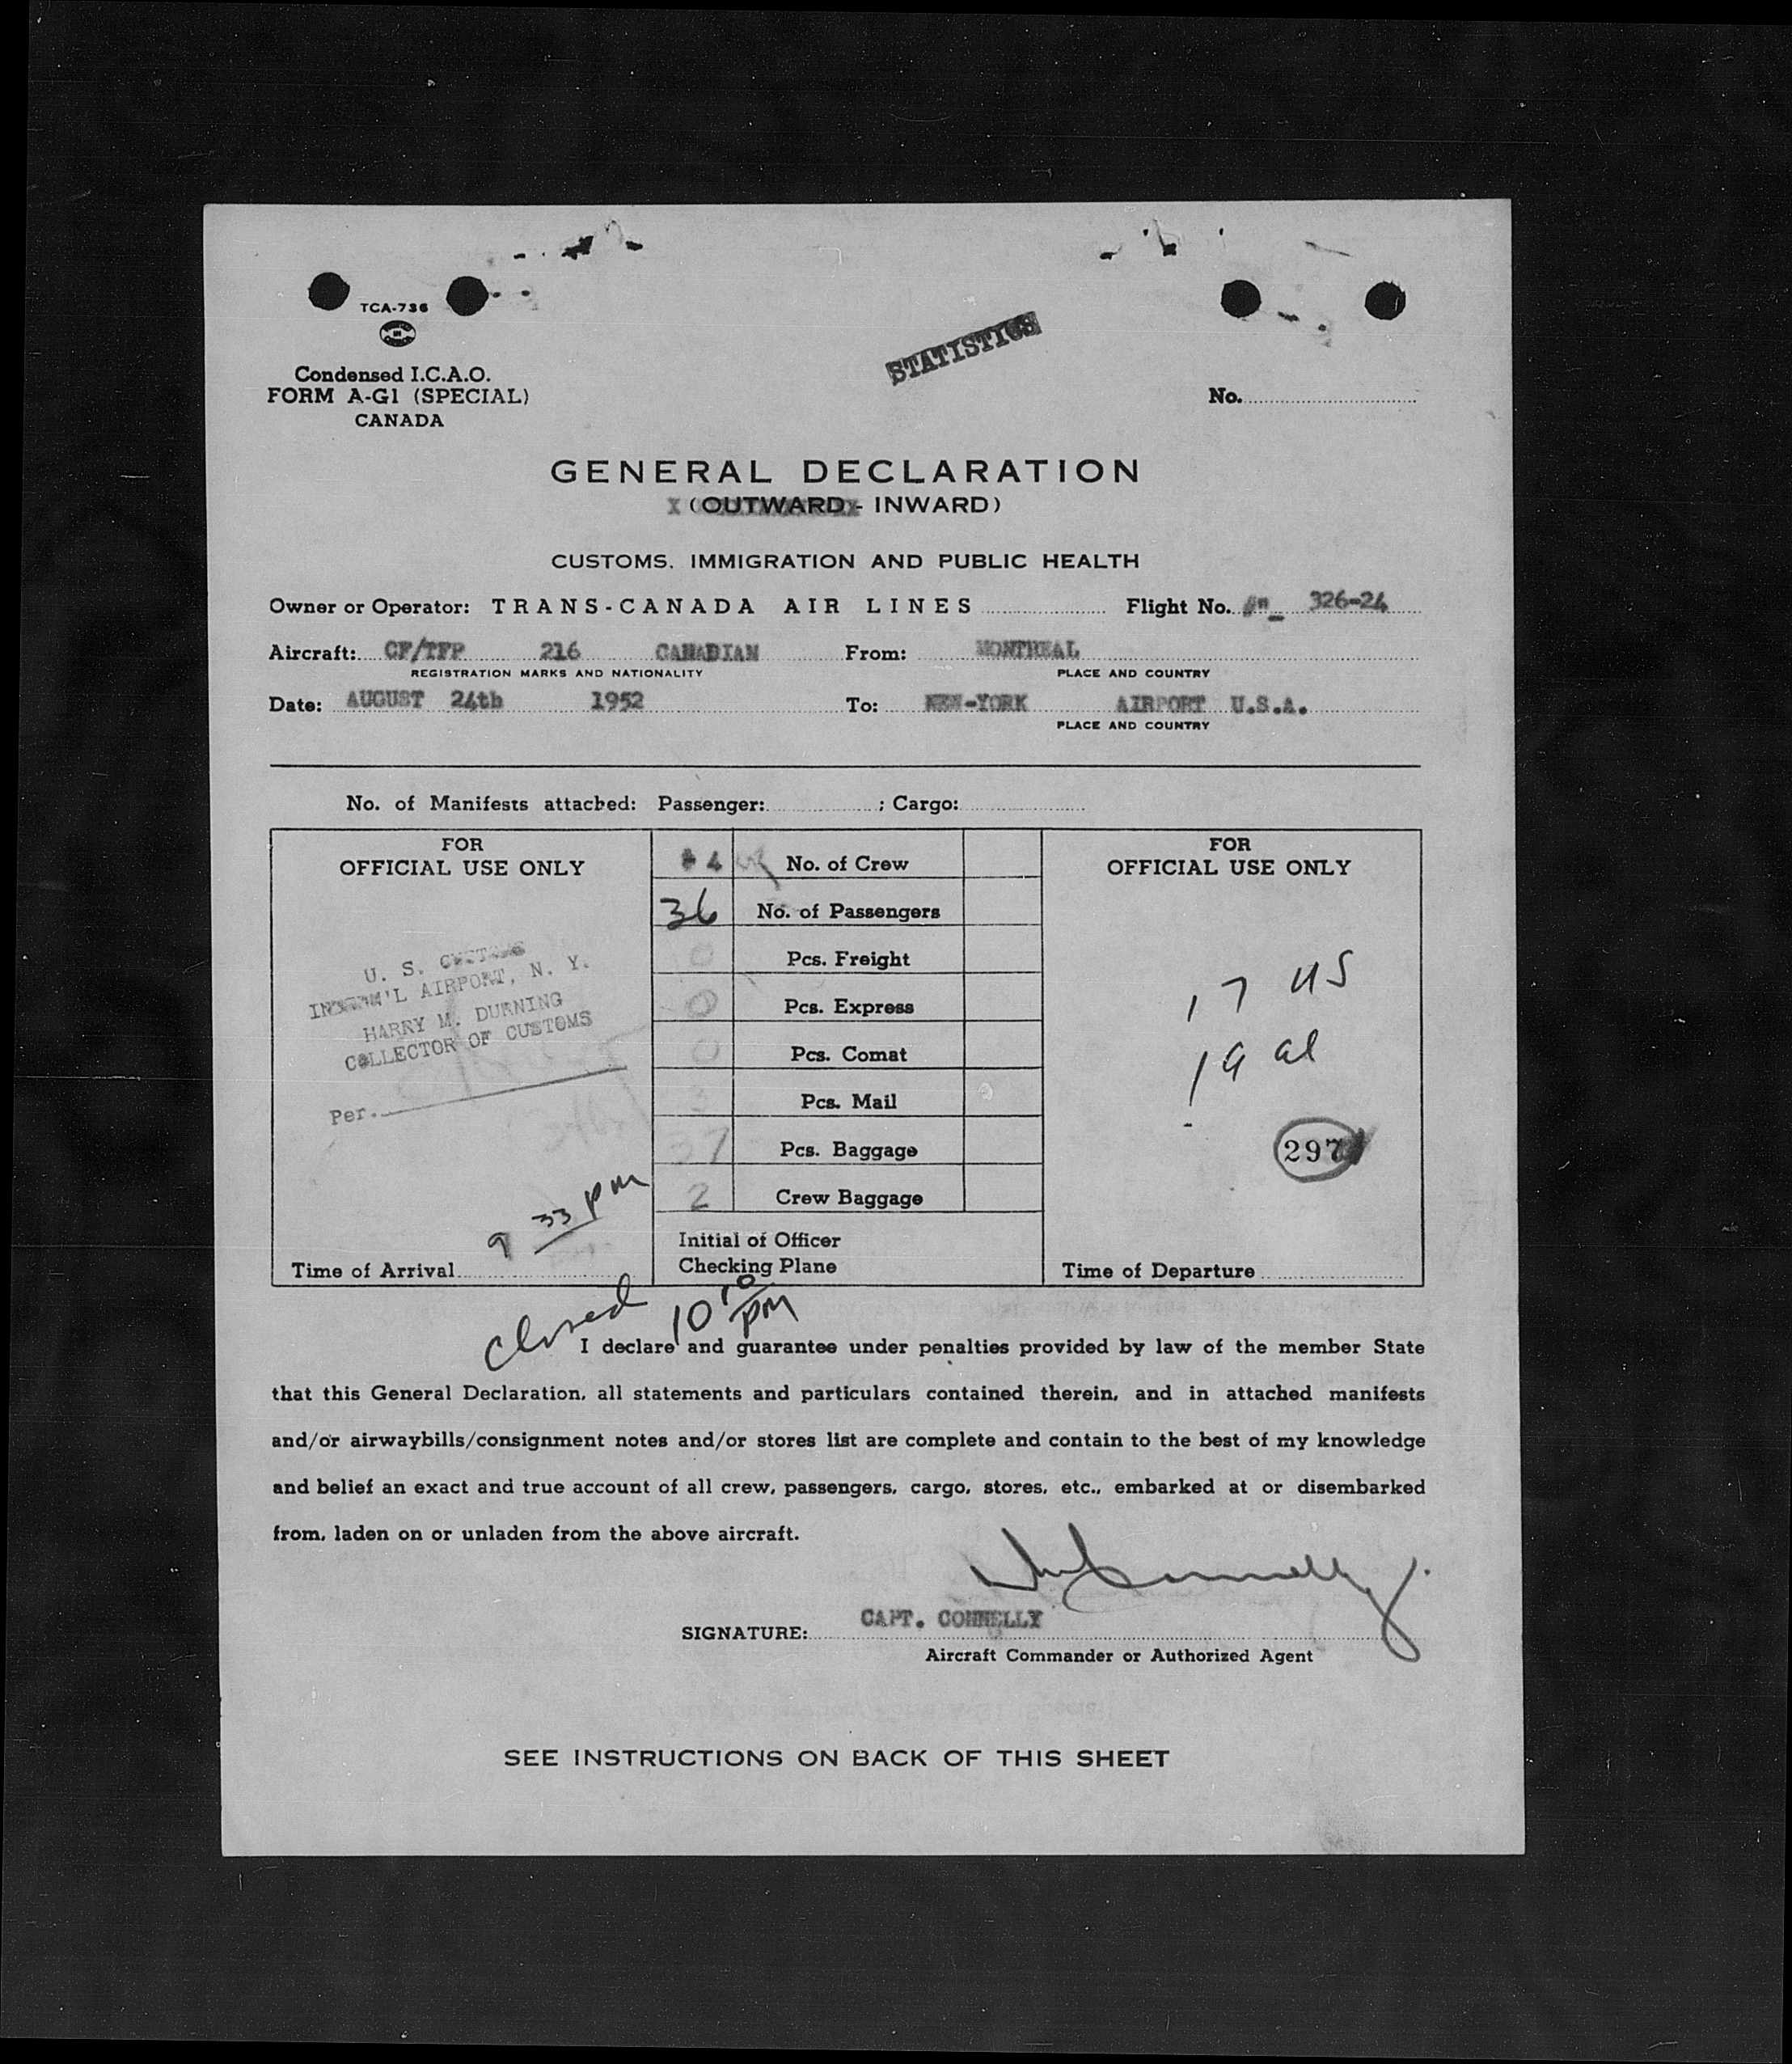 TCA-736
Condensed I.C.A.O.
FORM A-G1 (SPECIAL)
CANADA
STATISTICS
No.
GENERAL DECLARATION
X (OUTWARD - INWARD)
CUSTOMS, IMMIGRATION AND PUBLIC HEALTH
Owner or Operator: TRANS-CANADA AIR LINES Flight No. 326-24
Aircraft: CF/TFP 216 CANADIAN From: MONTREAL
REGISTRATION MARKS AND NATIONALITY PLACE AND COUNTRY
Date: AUGUST 24th 1952 To: NEW-YORK AIRPORT U.S.A.
PLACE AND COUNTRY
No. of Manifests attached: Passenger: ; Cargo:
FOR
OFFICIAL USE ONLY
U. S. CUSTOMS
INTERN'L AIRPORT, N. Y.
HARRY M. DURNING
COLLECTOR OF CUSTOMS
Per.
9 33 pm
Time of Arrival
4 No. of Crew
36 No. of Passengers
0 Pcs. Freight
0 Pcs. Express
0 Pcs. Comat
3 Pcs. Mail
37 Pcs. Baggage
2 Crew Baggage
Initial of Officer
Checking Plane
FOR
OFFICIAL USE ONLY
17 US
19 al
297
Time of Departure
closed 10 10 pm
I declare and guarantee under penalties provided by law of the member State
that this General Declaration, all statements and particulars contained therein, and in attached manifests
and/or airwaybills/consignment notes and/or stores list are complete and contain to the best of my knowledge
and belief an exact and true account of all crew, passengers, cargo, stores, etc., embarked at or disembarked
from, laden on or unladen from the above aircraft.
SIGNATURE: CAPT. CONNELLY
Aircraft Commander or Authorized Agent
SEE INSTRUCTIONS ON BACK OF THIS SHEET